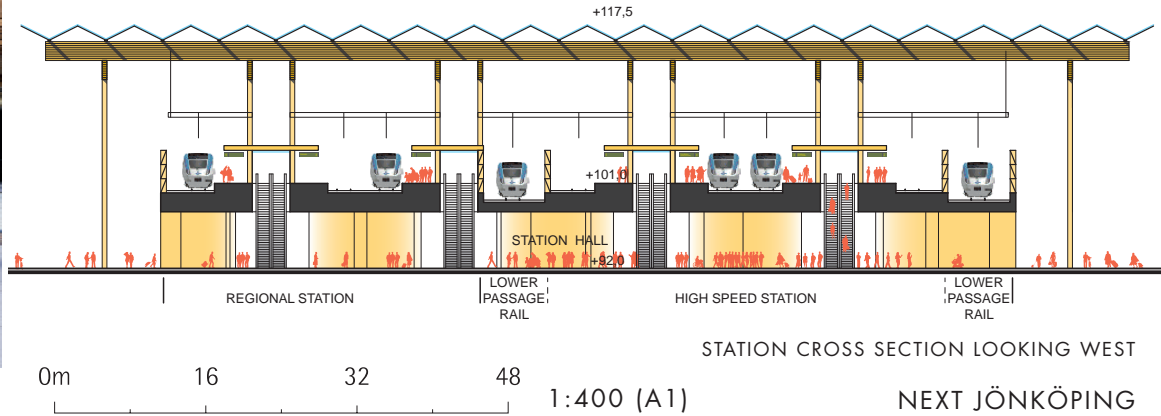 +117,5
+101,0
STATION HALL
+92,0
REGIONAL STATION
LOWER
PASSAGE
RAIL
HIGH SPEED STATION
LOWER
PASSAGE
RAIL
STATION CROSS SECTION LOOKING WEST
0m 16 32 48
1:400 (A1)
NEXT JÖNKÖPING